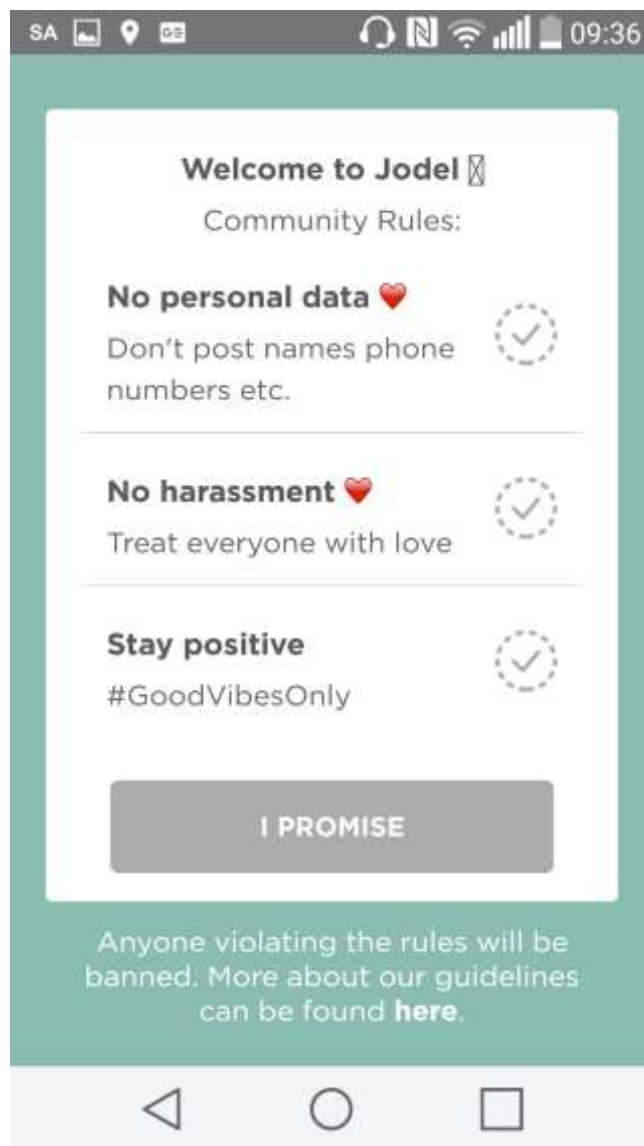 SA 09:36
Welcome to Jodel
Community Rules:
No personal data ❤️
Don't post names phone
numbers etc.
No harassment ❤️
Treat everyone with love
Stay positive
#GoodVibesOnly
I PROMISE
Anyone violating the rules will be
banned. More about our guidelines
can be found here.